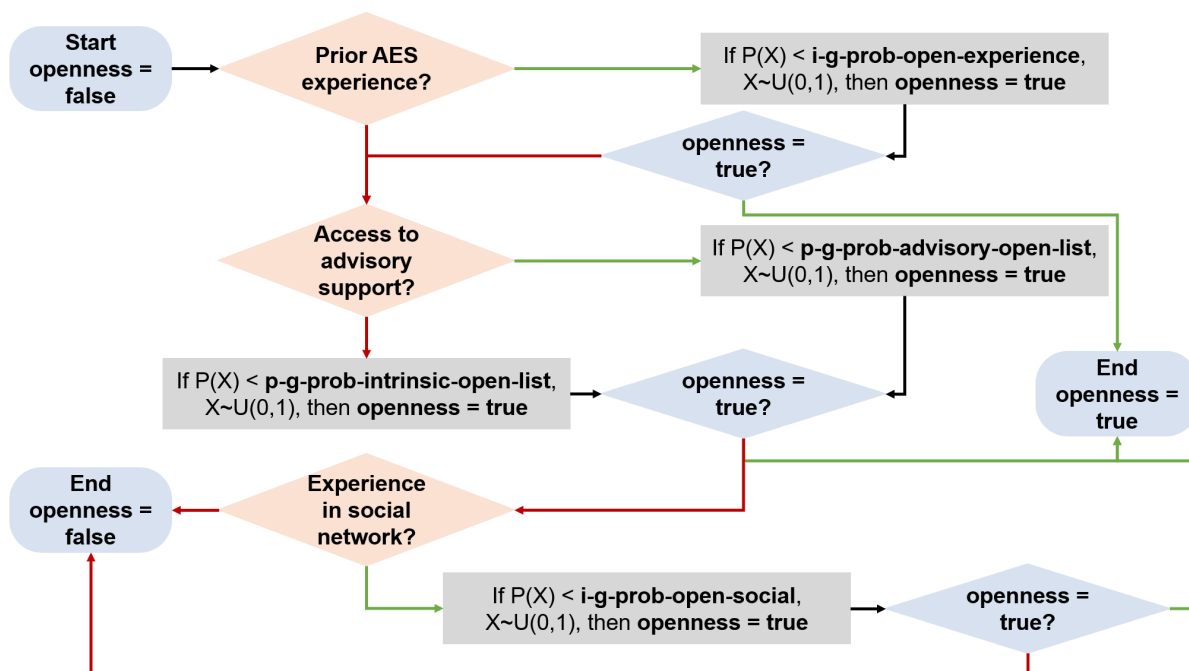 Start
openness =
false
Prior AES
experience?
If P(X) < i-g-prob-open-experience,
X~U(0,1), then openness = true
openness =
true?
Access to
advisory
support?
If P(X) < p-g-prob-advisory-open-list,
X~U(0,1), then openness = true
If P(X) < p-g-prob-intrinsic-open-list,
X~U(0,1), then openness = true
openness =
true?
End
openness =
true
End
openness =
false
Experience
in social
network?
If P(X) < i-g-prob-open-social,
X~U(0,1), then openness = true
openness =
true?